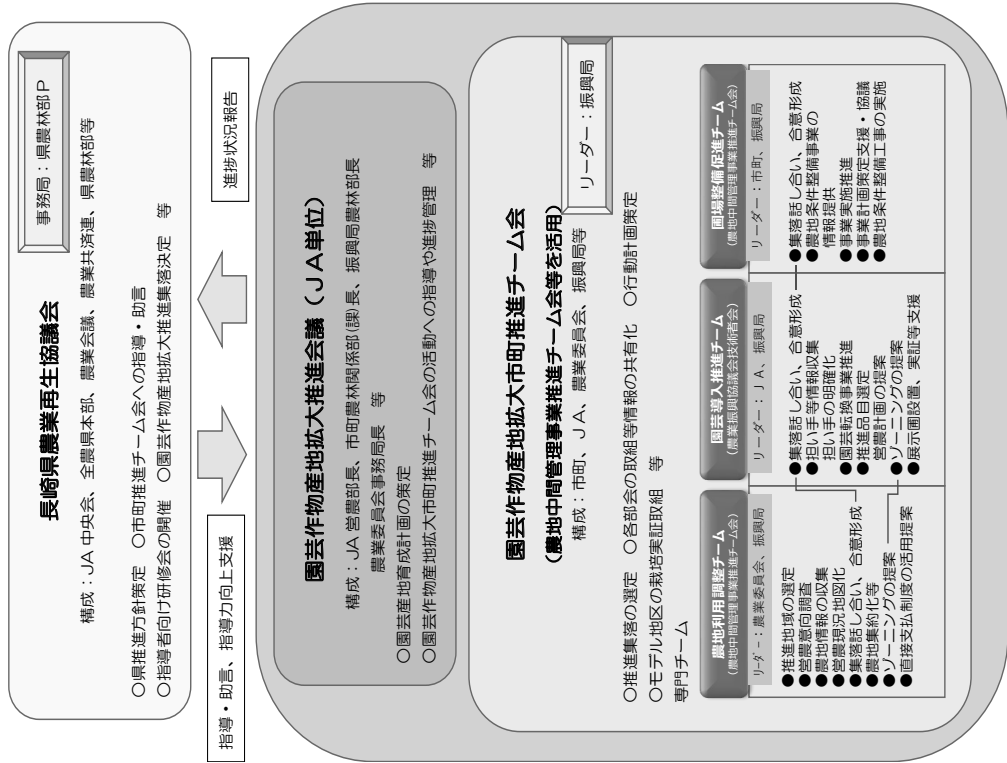 長崎県農業再生協議会
事務局：県農林部Ｐ
構成：JA中央会、全農県本部、農業会議、農業共済連、県農林部等
○県推進方針策定　○市町推進チーム会への指導・助言
○指導者向け研修会の開催　○園芸作物産地拡大推進集落決定　等
指導・助言、指導力向上支援
進捗状況報告
園芸作物産地拡大推進会議（ＪＡ単位）
構成：JA営農部長、市町農林関係部(課)長、振興局農林部長
農業委員会事務局長　等
○園芸産地育成計画の策定
○園芸作物産地拡大市町推進チーム会の活動への指導や進捗管理　等
園芸作物産地拡大市町推進チーム会
（農地中間管理事業推進チーム会等を活用）
リーダー：振興局
構成：市町、ＪＡ、農業委員会、振興局等
○推進集落の選定　○各部会の取組等情報の共有化　○行動計画策定
○モデル地区の栽培実証取組　等
専門チーム
農地利用調整チーム
（農地中間管理事業推進チーム会）
ﾘｰﾀﾞｰ：農業委員会、振興局
●推進地域の選定
●営農意向調査
●農地情報の収集
●営農現況地図化
●集落話し合い、合意形成
●農地集約化等
●ゾーニングの提案
●直接支払制度の活用提案
園芸導入推進チーム
（農業振興協議会技術者会）
リーダー：ＪＡ、振興局
●集落話し合い、合意形成
●担い手等情報収集
担い手の明確化
●園芸転換事業推進
●推進品目選定
営農計画の提案
●ゾーニングの提案
●展示圃設置、実証等支援
圃場整備促進チーム
（農地中間管理事業推進チーム会）
リーダー：市町、振興局
●集落話し合い、合意形成
●農地条件整備事業の
情報提供
●事業実施推進
●事業計画策定支援・協議
●農地条件整備工事の実施